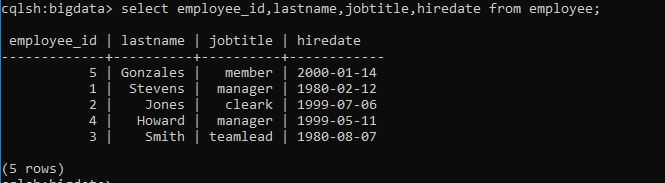 cqlsh:bigdata> select employee_id,lastname,jobtitle,hiredate from employee;
employee_id | lastname | jobtitle | hiredate
-------------+----------+----------+------------
5 | Gonzales | member | 2000-01-14
1 | Stevens | manager | 1980-02-12
2 | Jones | cleark | 1999-07-06
4 | Howard | manager | 1999-05-11
3 | Smith | teamlead | 1980-08-07
(5 rows)
cqlsh:bigdata>